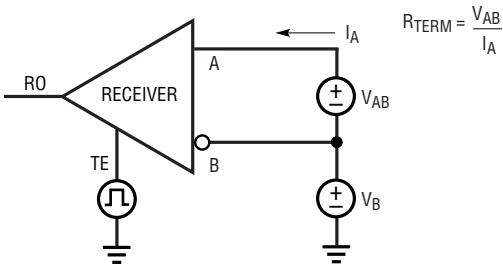 I_A
R_TERM = V_AB / I_A
A
RO
RECEIVER
+
−
V_AB
TE
B
+
−
V_B